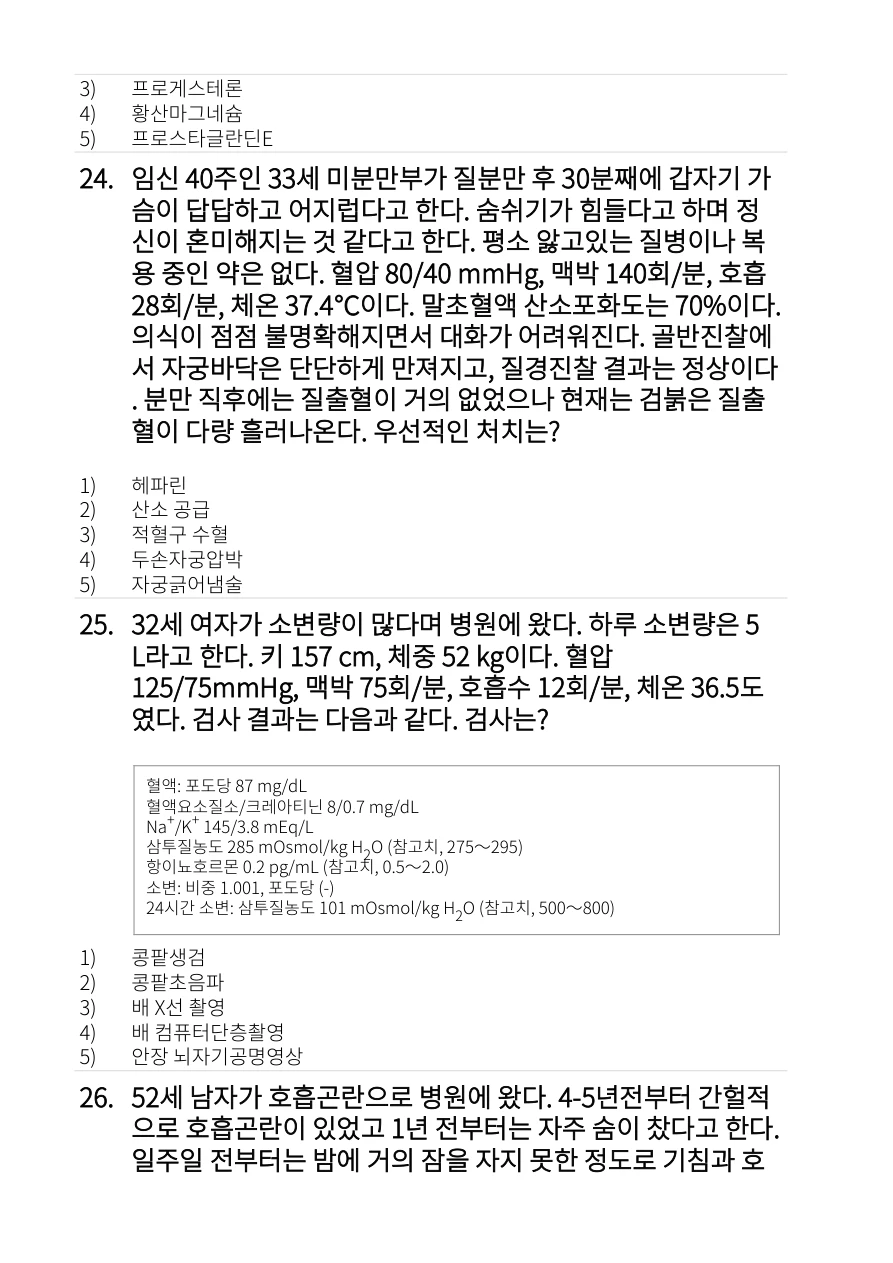 3) 프로게스테론
4) 황산마그네슘
5) 프로스타글란딘E
24. 임신 40주인 33세 미분만부가 질분만 후 30분째에 갑자기 가
슴이 답답하고 어지럽다고 한다. 숨쉬기가 힘들다고 하며 정
신이 혼미해지는 것 같다고 한다. 평소 앓고있는 질병이나 복
용 중인 약은 없다. 혈압 80/40 mmHg, 맥박 140회/분, 호흡
28회/분, 체온 37.4℃이다. 말초혈액 산소포화도는 70%이다.
의식이 점점 불명확해지면서 대화가 어려워진다. 골반진찰에
서 자궁바닥은 단단하게 만져지고, 질경진찰 결과는 정상이다
. 분만 직후에는 질출혈이 거의 없었으나 현재는 검붉은 질출
혈이 다량 흘러나온다. 우선적인 처치는?
1) 헤파린
2) 산소 공급
3) 적혈구 수혈
4) 두손자궁압박
5) 자궁긁어냄술
25. 32세 여자가 소변량이 많다며 병원에 왔다. 하루 소변량은 5
L라고 한다. 키 157 cm, 체중 52 kg이다. 혈압
125/75mmHg, 맥박 75회/분, 호흡수 12회/분, 체온 36.5도
였다. 검사 결과는 다음과 같다. 검사는?
혈액: 포도당 87 mg/dL
혈액요소질소/크레아티닌 8/0.7 mg/dL
Na⁺/K⁺ 145/3.8 mEq/L
삼투질농도 285 mOsmol/kg H₂O (참고치, 275～295)
항이뇨호르몬 0.2 pg/mL (참고치, 0.5～2.0)
소변: 비중 1.001, 포도당 (-)
24시간 소변: 삼투질농도 101 mOsmol/kg H₂O (참고치, 500～800)
1) 콩팥생검
2) 콩팥초음파
3) 배 X선 촬영
4) 배 컴퓨터단층촬영
5) 안장 뇌자기공명영상
26. 52세 남자가 호흡곤란으로 병원에 왔다. 4-5년전부터 간헐적
으로 호흡곤란이 있었고 1년 전부터는 자주 숨이 찼다고 한다.
일주일 전부터는 밤에 거의 잠을 자지 못한 정도로 기침과 호